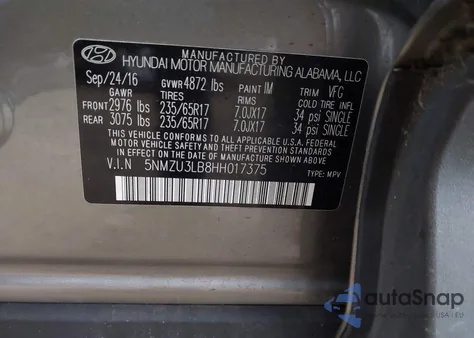 MANUFACTURED BY
HYUNDAI MOTOR MANUFACTURING ALABAMA, LLC
Sep/24/16 GVWR 4872 lbs PAINT IM TRIM VFG
GAWR TIRES RIMS COLD TIRE INFL
FRONT 2976 lbs 235/65R17 7.0JX17 34 psi SINGLE
REAR 3075 lbs 235/65R17 7.0JX17 34 psi SINGLE
THIS VEHICLE CONFORMS TO ALL APPLICABLE U.S.
FEDERAL MOTOR VEHICLE SAFETY AND THEFT PREVENTION
STANDARDS IN EFFECT ON THE DATE OF MANUFACTURE SHOWN ABOVE.
V.I.N 5NMZU3LB8HH017375
TYPE: MPV
autoSnap
USA - EU